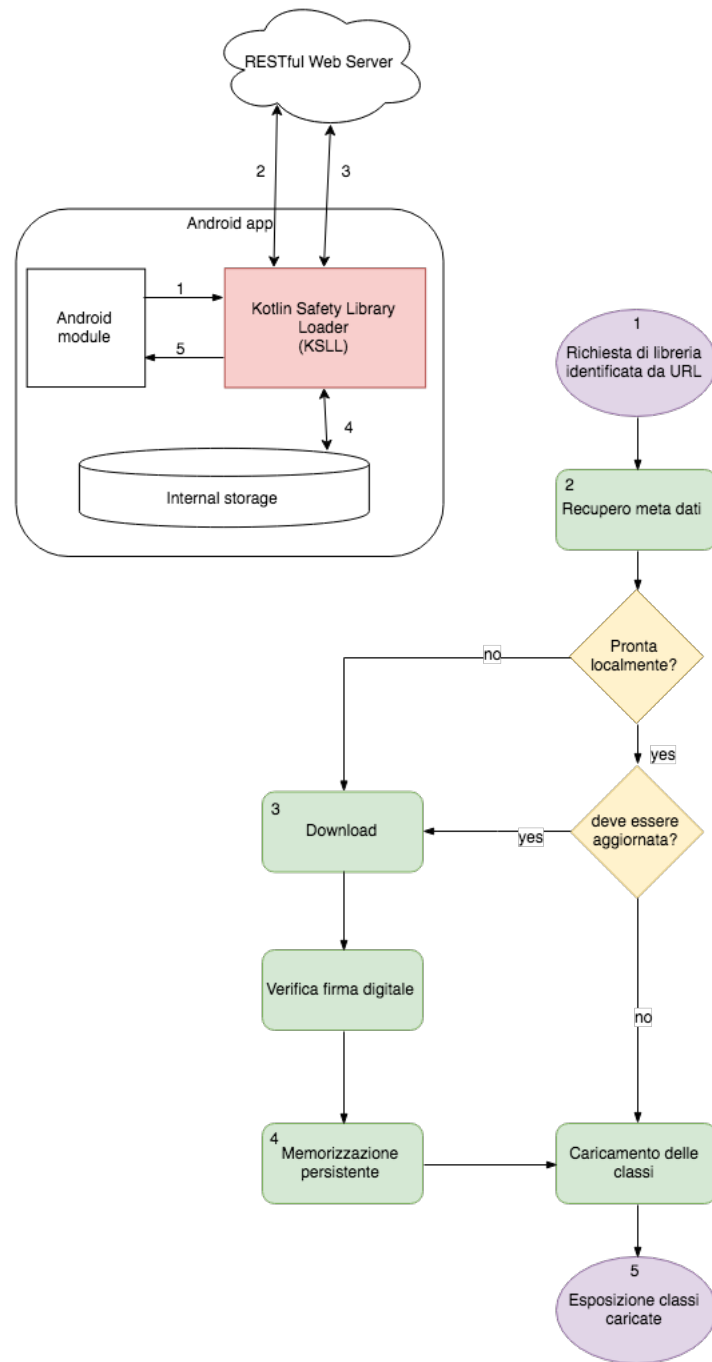 RESTful Web Server
2
3
Android app
Android
module
1
5
Kotlin Safety Library
Loader
(KSLL)
4
Internal storage
1
Richiesta di libreria
identificata da URL
2
Recupero meta dati
Pronta
localmente?
no
yes
deve essere
aggiornata?
yes
3
Download
Verifica firma digitale
no
4
Memorizzazione
persistente
Caricamento delle
classi
5
Esposizione classi
caricate